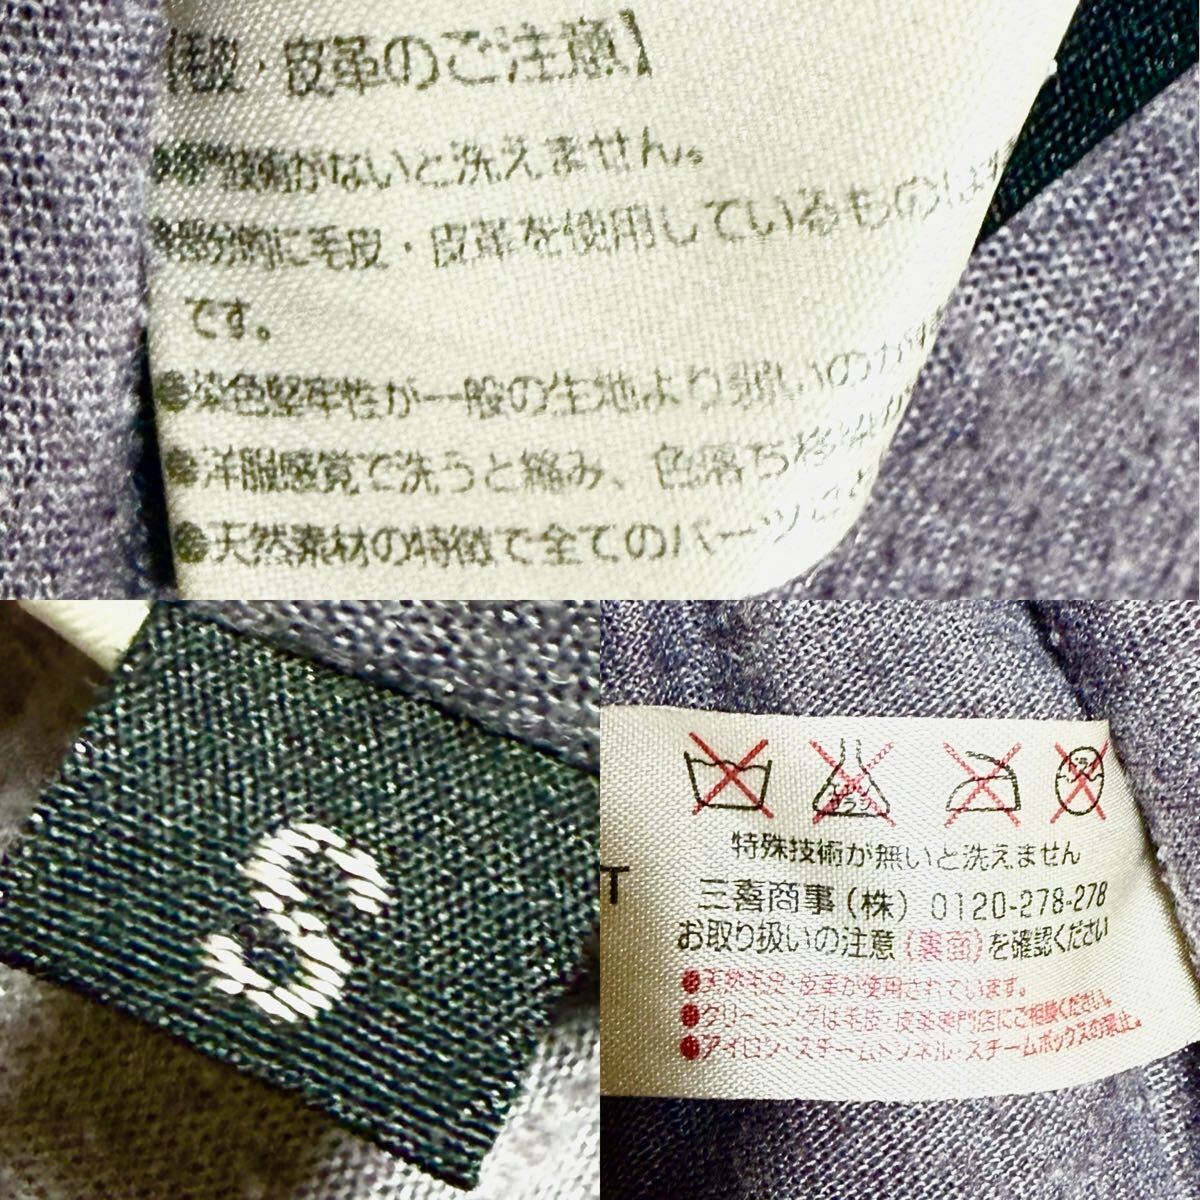 毛皮・皮革のご注意】
技術がないと洗えません。
部分的に毛皮・皮革を使用しているものは
です。
●染色堅牢性が一般の生地より弱いのが
●洋服感覚で洗うと縮み、色落ち
●天然素材の特徴で全てのパーツ
S
特殊技術が無いと洗えません
T
三喜商事(株) 0120-278-278
お取り扱いの注意(裏面)を確認ください
●天然毛皮・皮革が使用されています。
●クリーニングは毛皮・皮革専門店にご相談ください。
●アイロン・スチームトンネル・スチームボックスの禁止。